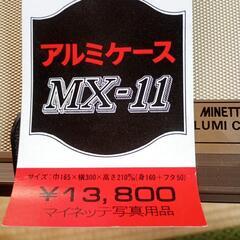 アルミケース
MX-11
MINETT
LUMI C
サイズ:巾165×横300×高さ210㎜(身160+フタ50)
¥13,800
マイネッテ写真用品